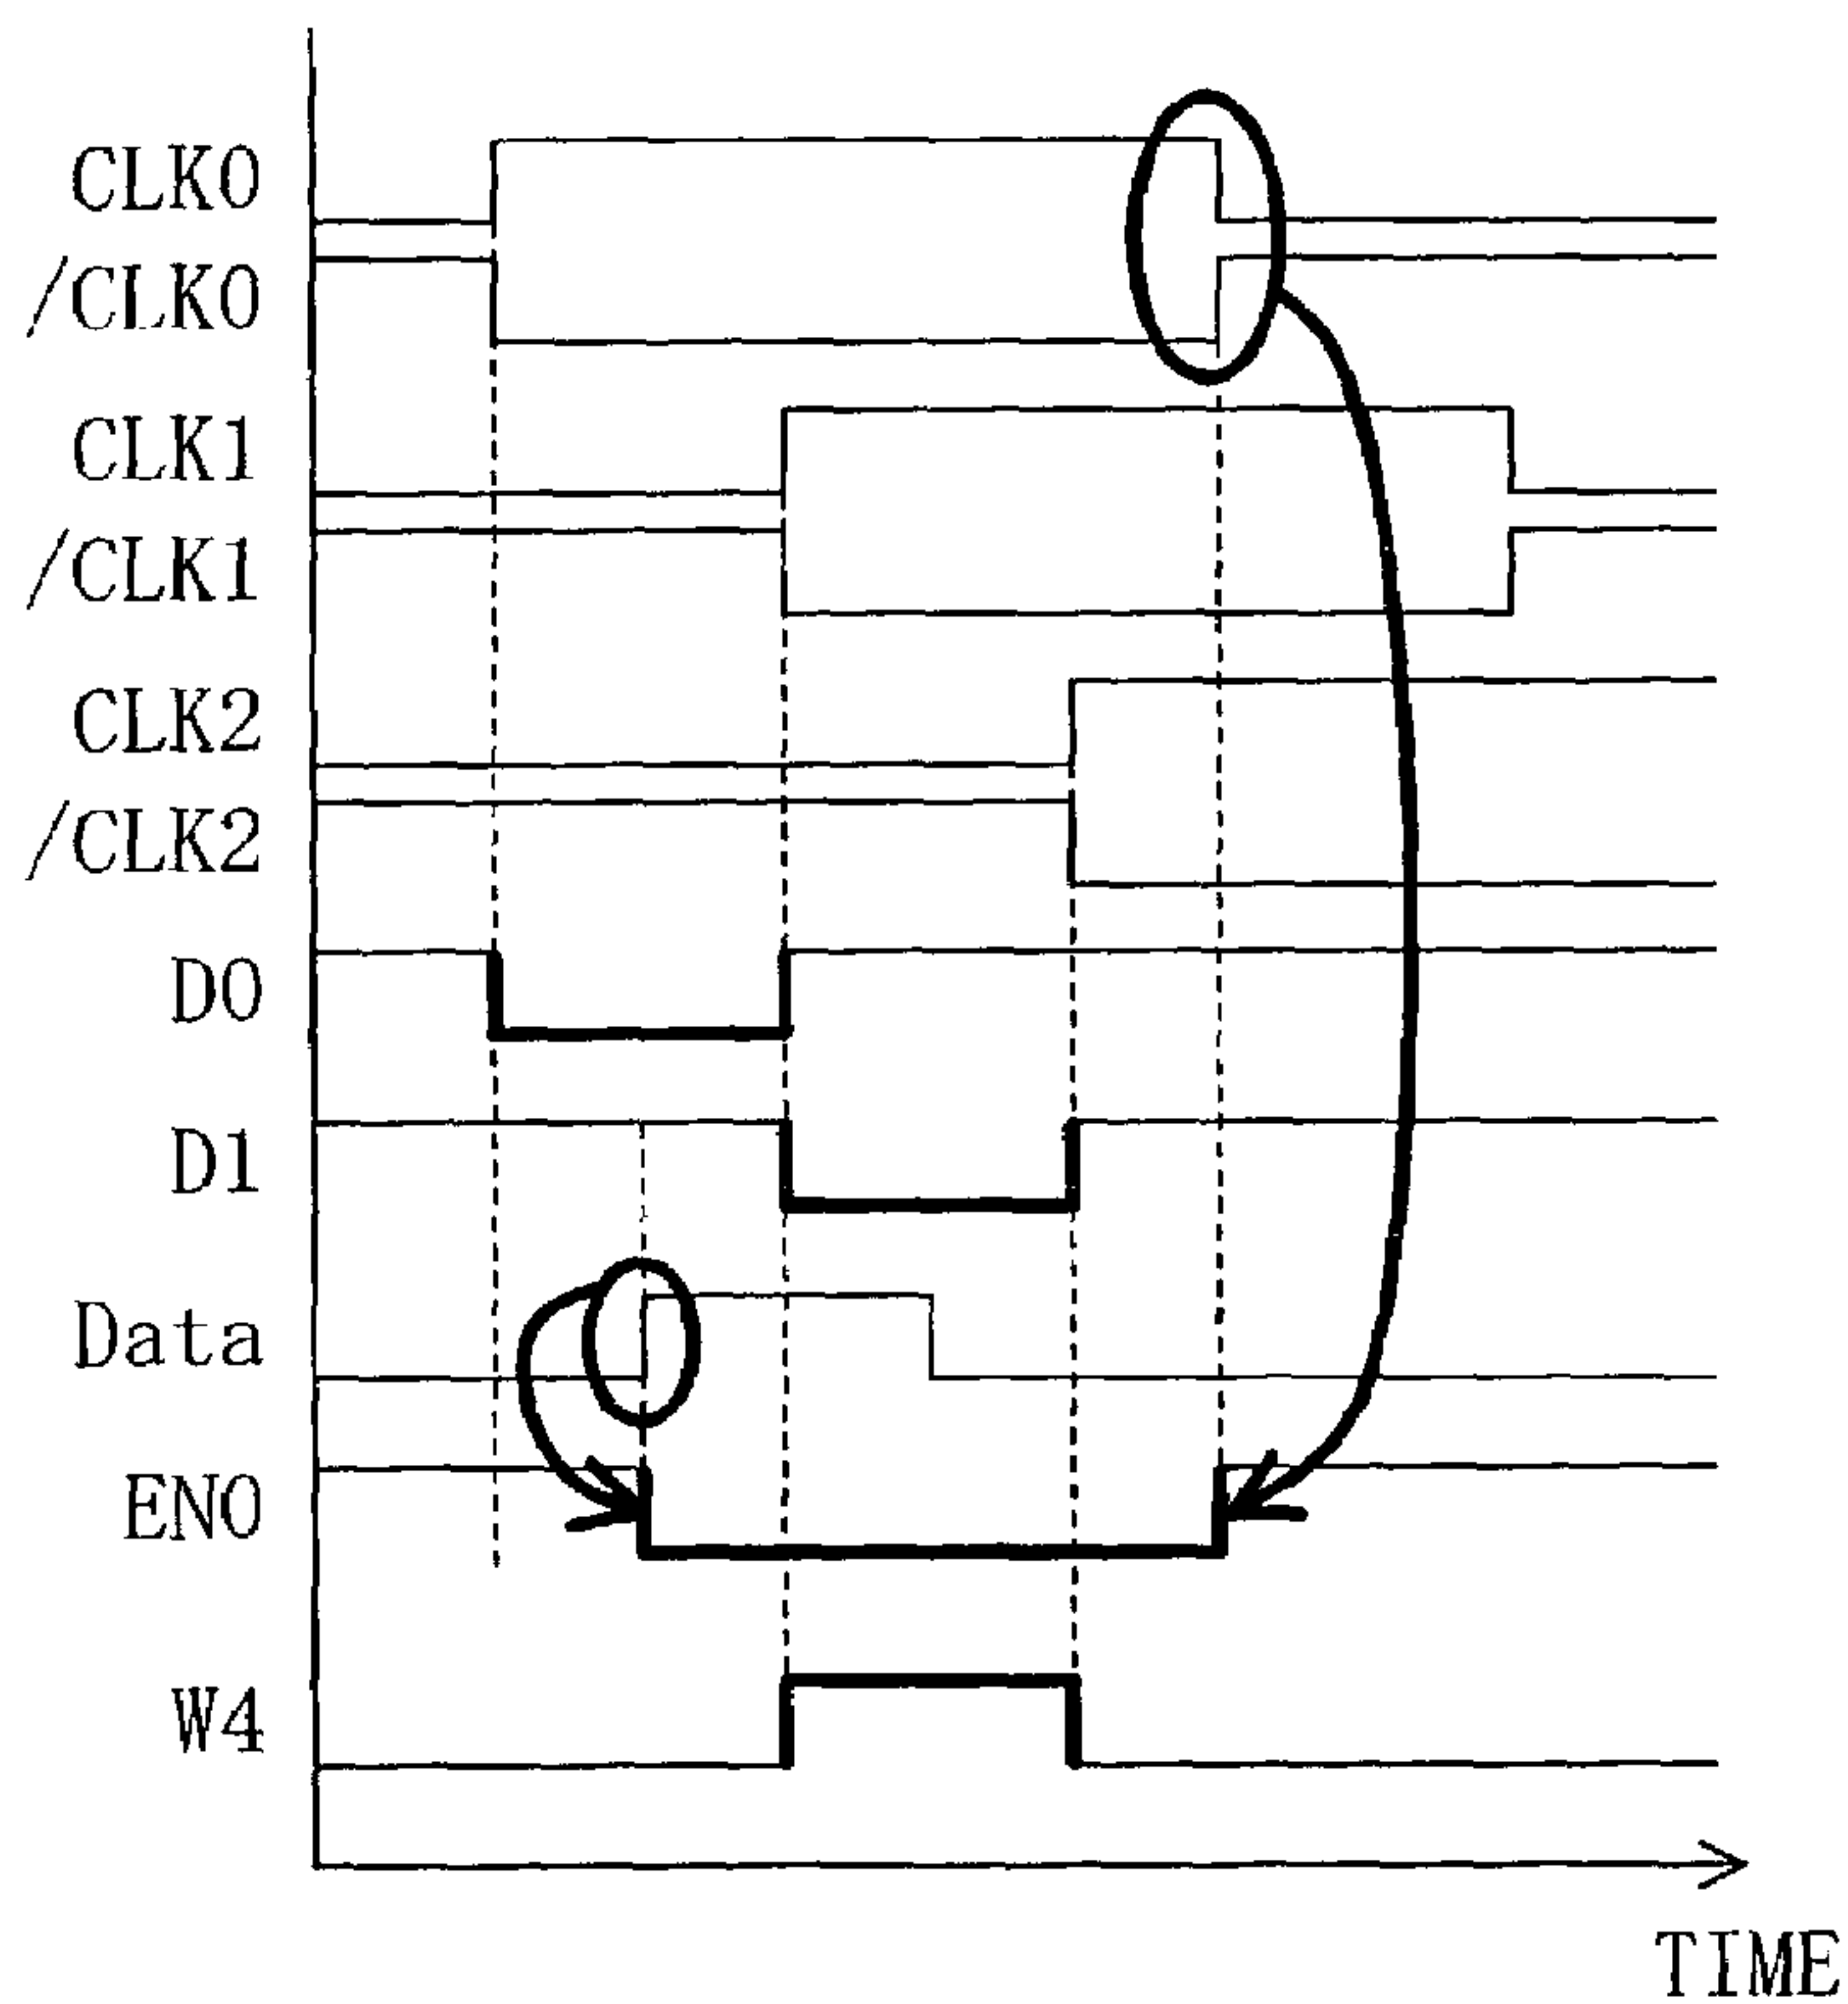 CLK0
/CLK0
CLK1
/CLK1
CLK2
/CLK2
D0
D1
Data
EN0
W4
TIME